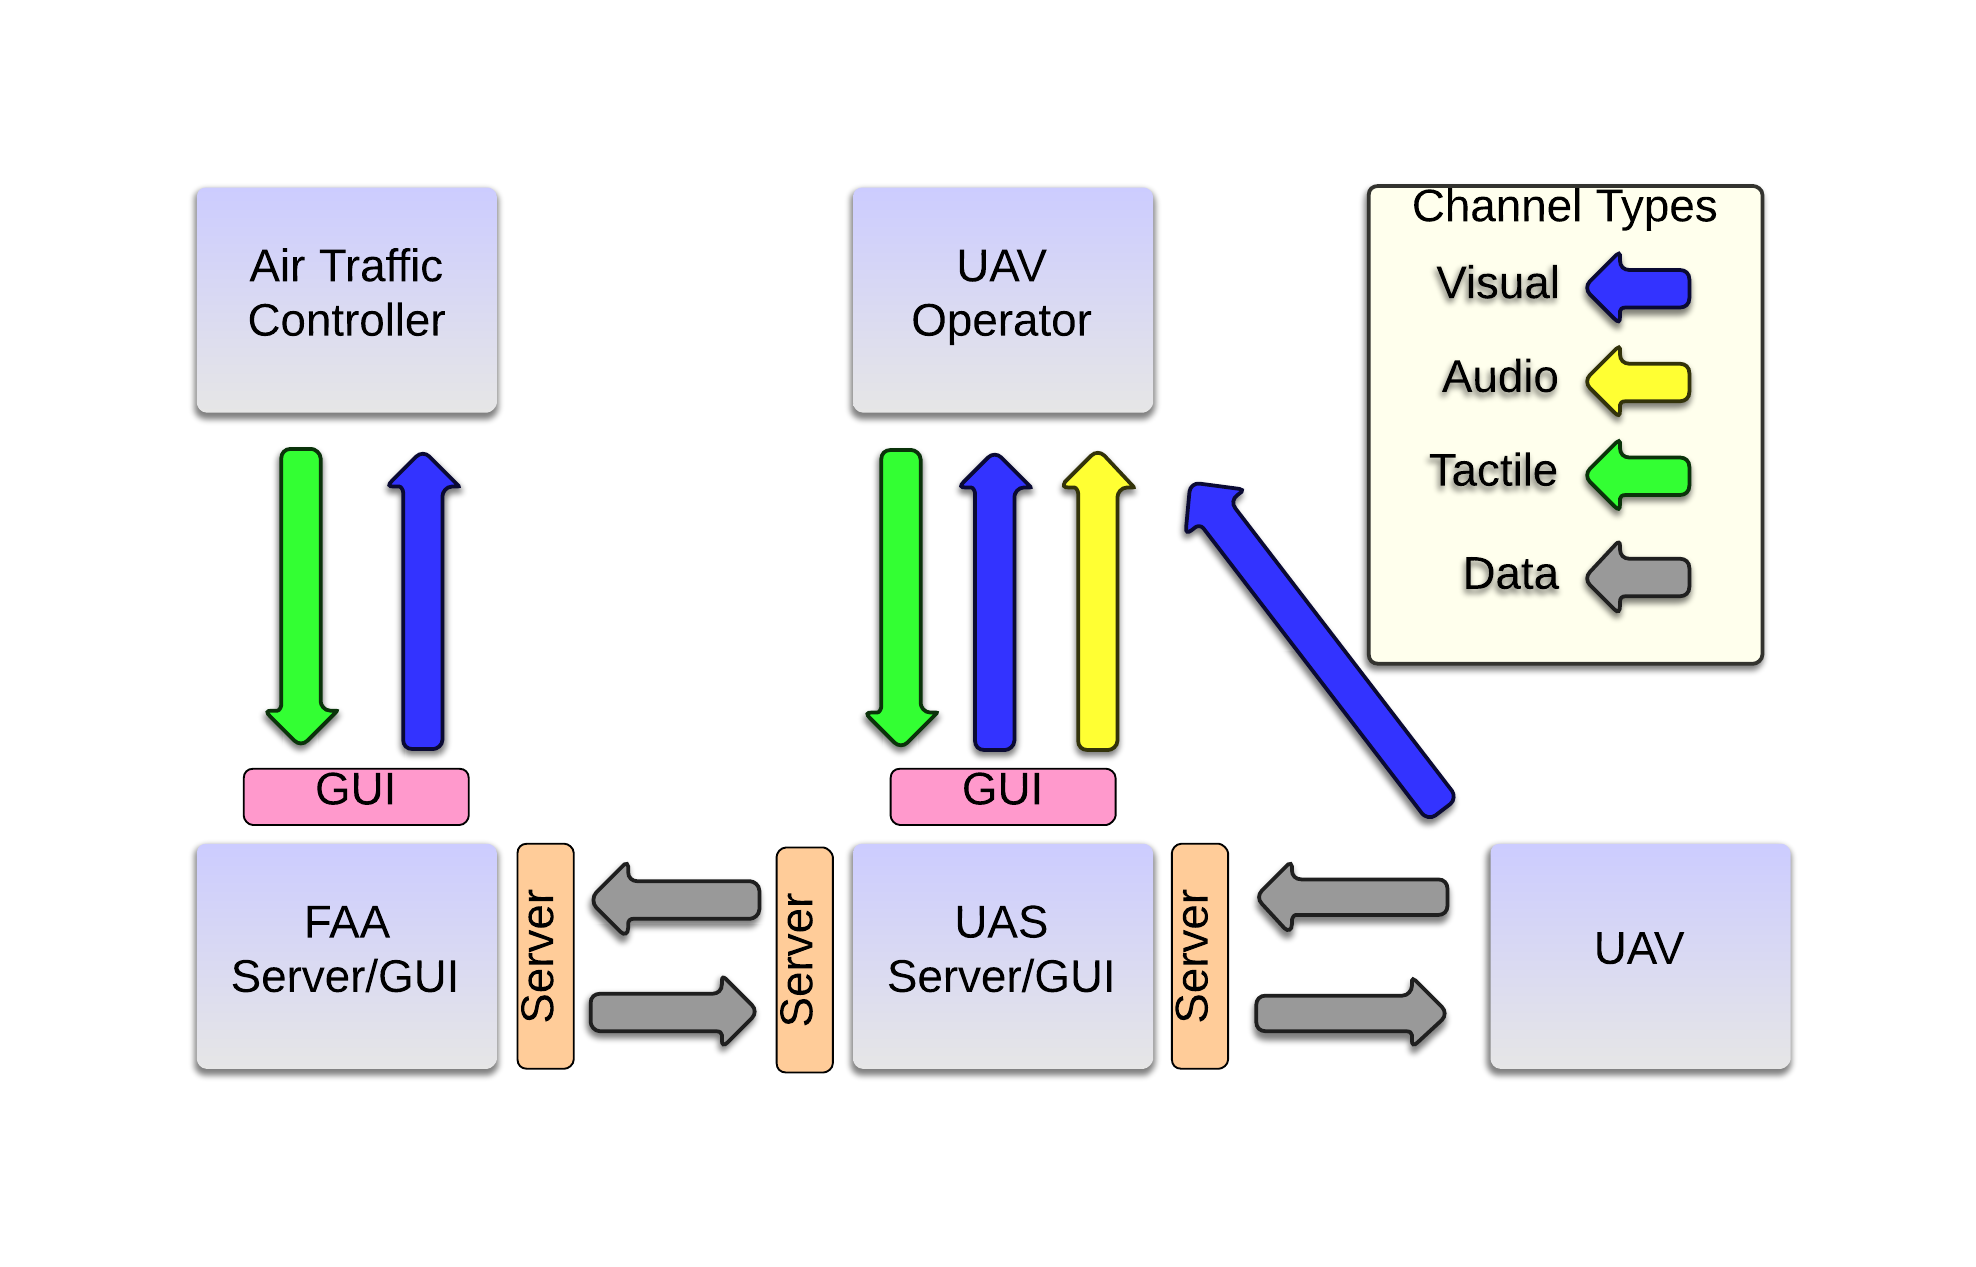 Air Traffic
Controller
UAV
Operator
Channel Types
Visual
Audio
Tactile
Data
GUI
GUI
FAA
Server/GUI
Server
Server
UAS
Server/GUI
Server
UAV